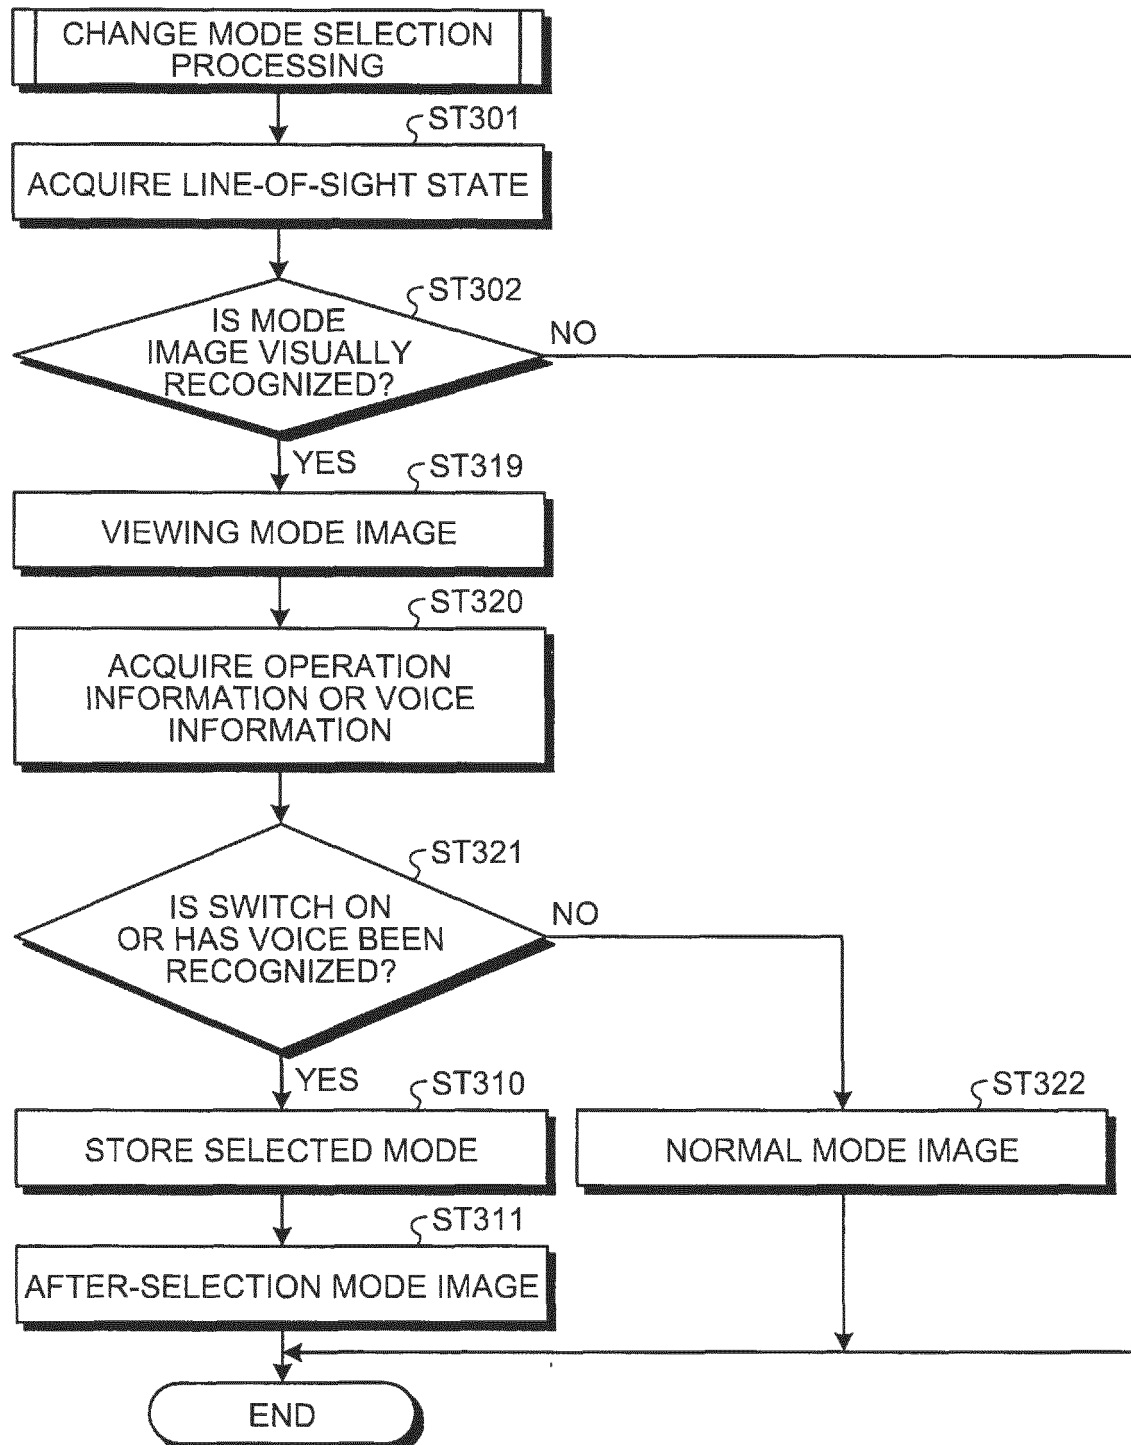 CHANGE MODE SELECTION
PROCESSING
ST301
ACQUIRE LINE-OF-SIGHT STATE
ST302
IS MODE
IMAGE VISUALLY
RECOGNIZED?
NO
YES
ST319
VIEWING MODE IMAGE
ST320
ACQUIRE OPERATION
INFORMATION OR VOICE
INFORMATION
ST321
IS SWITCH ON
OR HAS VOICE BEEN
RECOGNIZED?
NO
YES
ST310
STORE SELECTED MODE
ST322
NORMAL MODE IMAGE
ST311
AFTER-SELECTION MODE IMAGE
END